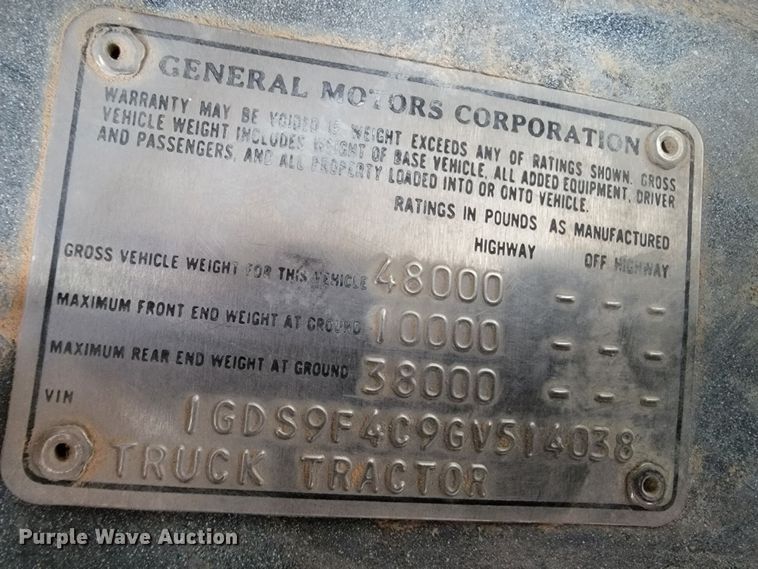 GENERAL MOTORS CORPORATION
WARRANTY MAY BE VOIDED IF WEIGHT EXCEEDS ANY OF RATINGS SHOWN. GROSS
VEHICLE WEIGHT INCLUDES WEIGHT OF BASE VEHICLE, ALL ADDED EQUIPMENT, DRIVER
AND PASSENGERS, AND ALL PROPERTY LOADED INTO OR ONTO VEHICLE.
RATINGS IN POUNDS AS MANUFACTURED
HIGHWAY OFF HIGHWAY
GROSS VEHICLE WEIGHT FOR THIS VEHICLE 48000 - - -
MAXIMUM FRONT END WEIGHT AT GROUND 10000 - - -
MAXIMUM REAR END WEIGHT AT GROUND 38000 - - -
VIN 1GDS9F4C9GV514038
TRUCK TRACTOR
Purple Wave Auction